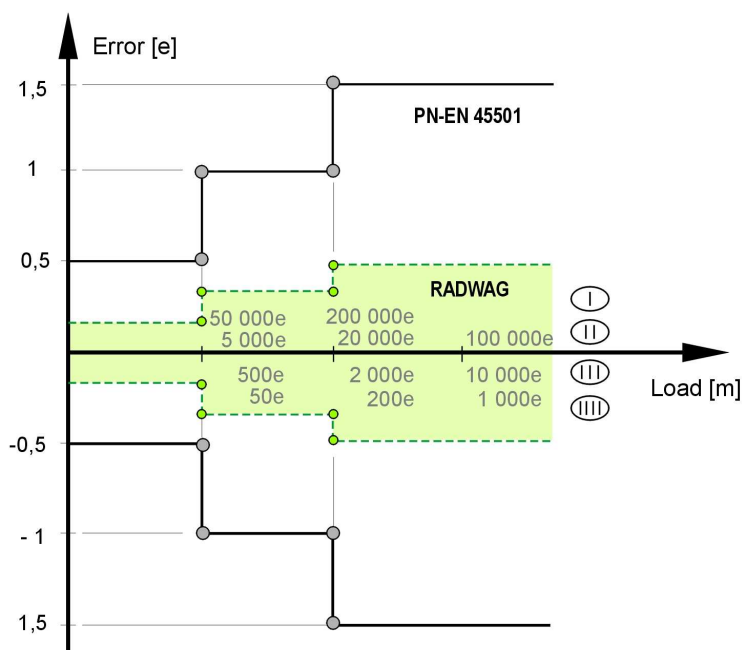 Error [e]
1,5
PN-EN 45501
1
0,5
RADWAG
I
50 000e 200 000e
II
5 000e 20 000e 100 000e
500e 2 000e 10 000e
III
Load [m]
50e 200e 1 000e
IIII
-0,5
- 1
1,5